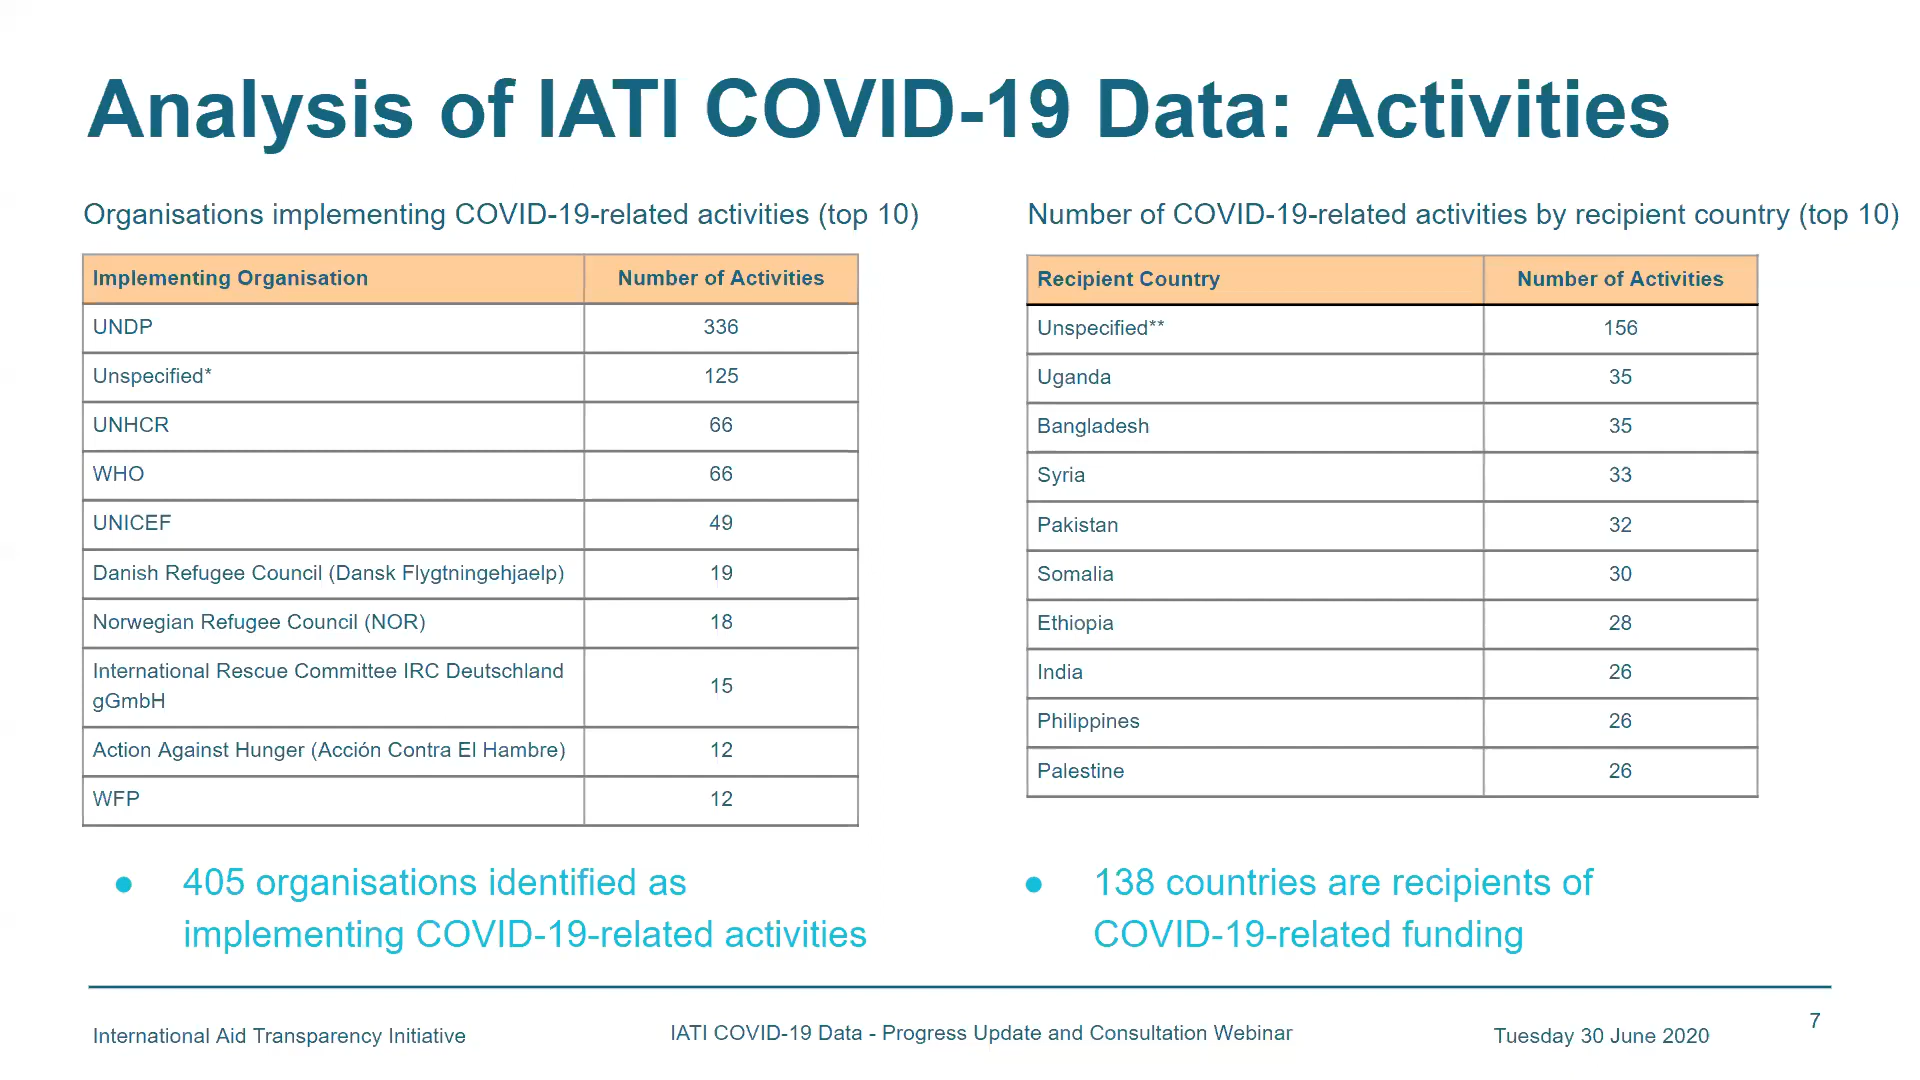 Analysis of IATI COVID-19 Data: Activities
Organisations implementing COVID-19-related activities (top 10)
Implementing Organisation Number of Activities
UNDP 336
Unspecified* 125
UNHCR 66
WHO 66
UNICEF 49
Danish Refugee Council (Dansk Flygtningehjaelp) 19
Norwegian Refugee Council (NOR) 18
International Rescue Committee IRC Deutschland
gGmbH 15
Action Against Hunger (Acción Contra El Hambre) 12
WFP 12
● 405 organisations identified as
implementing COVID-19-related activities
Number of COVID-19-related activities by recipient country (top 10)
Recipient Country Number of Activities
Unspecified** 156
Uganda 35
Bangladesh 35
Syria 33
Pakistan 32
Somalia 30
Ethiopia 28
India 26
Philippines 26
Palestine 26
● 138 countries are recipients of
COVID-19-related funding
International Aid Transparency Initiative
IATI COVID-19 Data - Progress Update and Consultation Webinar
Tuesday 30 June 2020
7